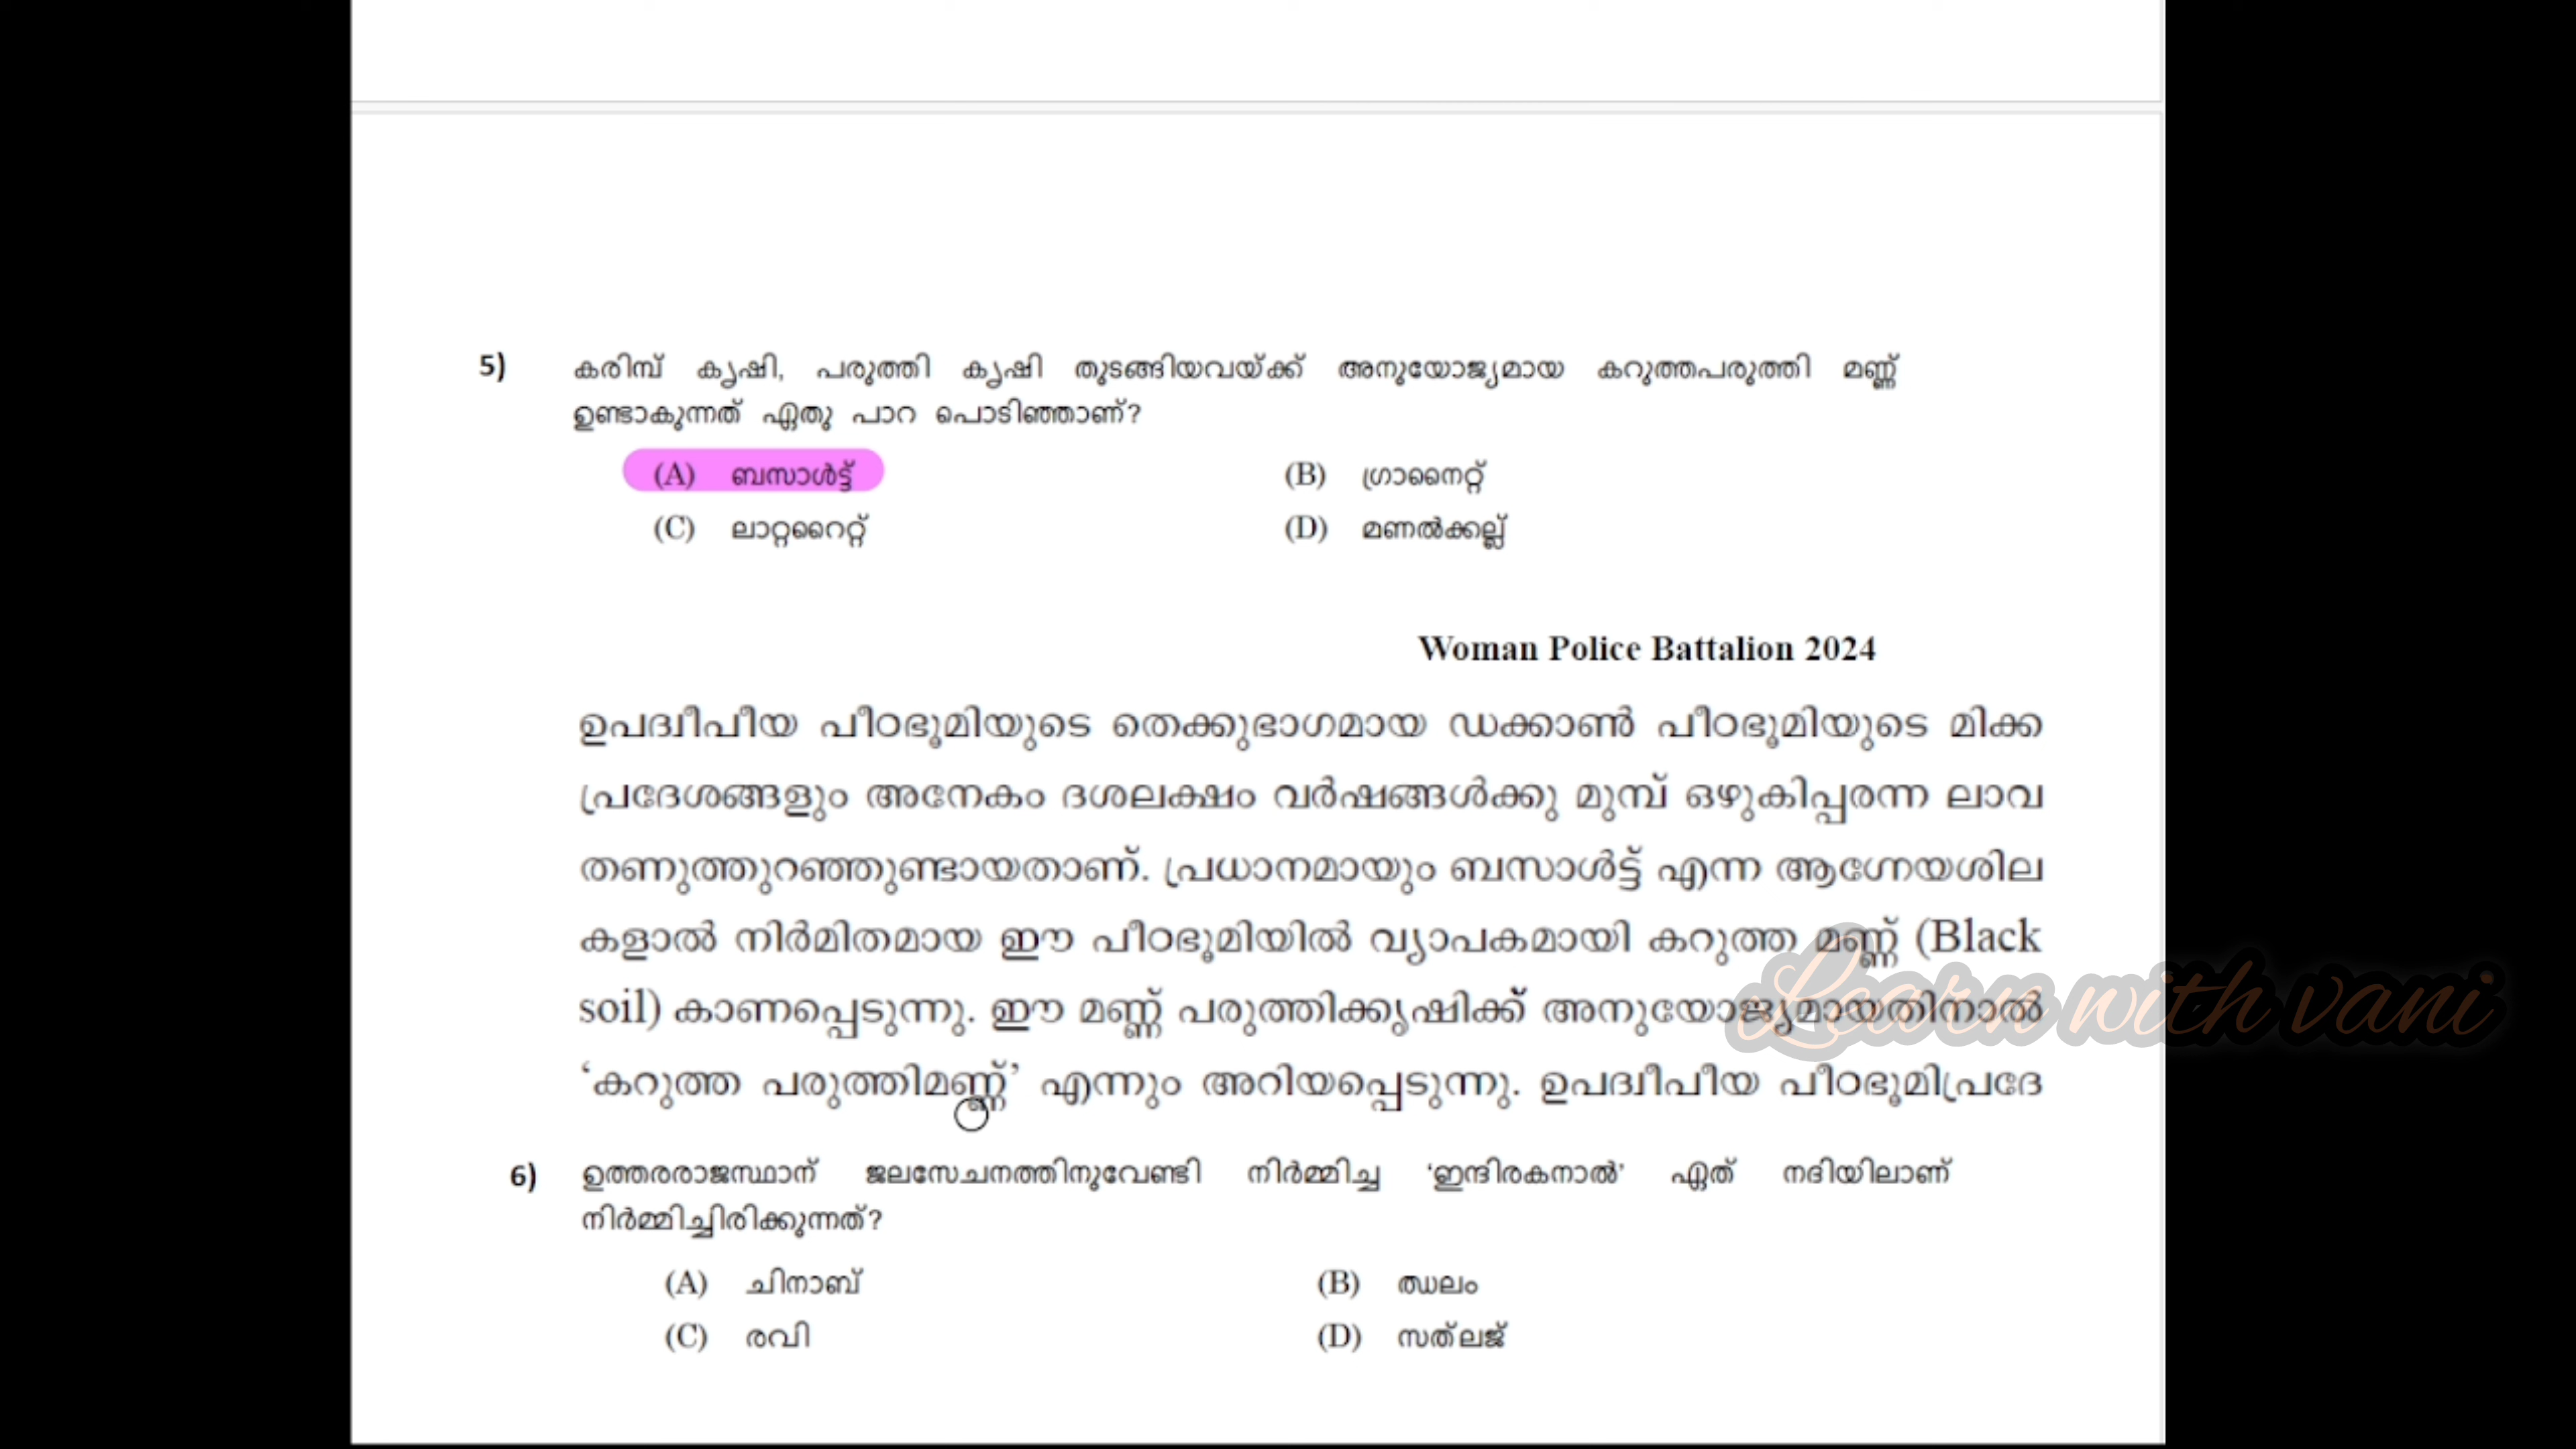 5) കരിമ്പ് കൃഷി, പരുത്തി കൃഷി തുടങ്ങിയവയ്ക്ക് അനുയോജ്യമായ കറുത്തപരുത്തി മണ്ണ്
ഉണ്ടാകുന്നത് ഏതു പാറ പൊടിഞ്ഞാണ്?
(A) ബസാൾട്ട് (B) ഗ്രാനൈറ്റ്
(C) ലാറ്ററൈറ്റ് (D) മണൽക്കല്ല്
Woman Police Battalion 2024
ഉപദ്വീപീയ പീഠഭൂമിയുടെ തെക്കുഭാഗമായ ഡക്കാൺ പീഠഭൂമിയുടെ മിക്ക
പ്രദേശങ്ങളും അനേകം ദശലക്ഷം വർഷങ്ങൾക്കു മുമ്പ് ഒഴുകിപ്പരന്ന ലാവ
തണുത്തുറഞ്ഞുണ്ടായതാണ്. പ്രധാനമായും ബസാൾട്ട് എന്ന ആഗ്നേയശില
കളാൽ നിർമിതമായ ഈ പീഠഭൂമിയിൽ വ്യാപകമായി കറുത്ത മണ്ണ് (Black
soil) കാണപ്പെടുന്നു. ഈ മണ്ണ് പരുത്തിക്കൃഷിക്ക് അനുയോജ്യമായതിനാൽ
‘കറുത്ത പരുത്തിമണ്ണ്’ എന്നും അറിയപ്പെടുന്നു. ഉപദ്വീപീയ പീഠഭൂമിപ്രദേ
Learn with vani
6) ഉത്തരരാജസ്ഥാന് ജലസേചനത്തിനുവേണ്ടി നിർമ്മിച്ച ‘ഇന്ദിരകനാൽ’ ഏത് നദിയിലാണ്
നിർമ്മിച്ചിരിക്കുന്നത്?
(A) ചിനാബ് (B) ഝലം
(C) രവി (D) സത്‌ലജ്